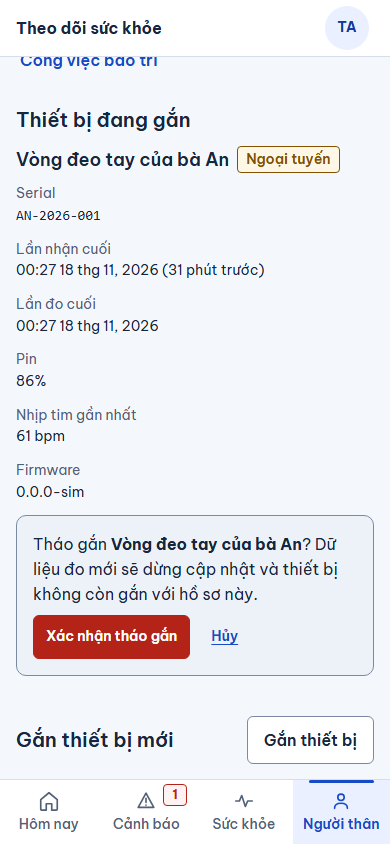 Theo dõi sức khỏe
TA
Công việc bảo trì
Thiết bị đang gắn
Vòng đeo tay của bà An
Ngoại tuyến
Serial
AN-2026-001
Lần nhận cuối
00:27 18 thg 11, 2026 (31 phút trước)
Lần đo cuối
00:27 18 thg 11, 2026
Pin
86%
Nhịp tim gần nhất
61 bpm
Firmware
0.0.0-sim
Tháo gắn Vòng đeo tay của bà An? Dữ
liệu đo mới sẽ dừng cập nhật và thiết bị
không còn gắn với hồ sơ này.
Xác nhận tháo gắn
Hủy
Gắn thiết bị mới
Gắn thiết bị
1
Hôm nay
Cảnh báo
Sức khỏe
Người thân